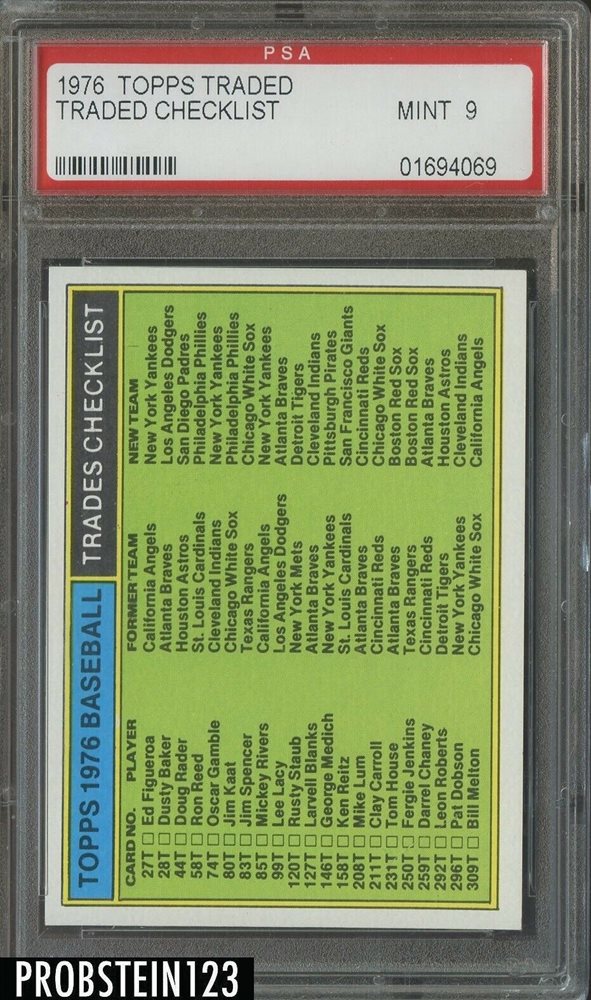 PSA
1976 TOPPS TRADED
TRADED CHECKLIST MINT 9
01694069
TOPPS 1976 BASEBALL TRADES CHECKLIST
CARD NO. PLAYER FORMER TEAM NEW TEAM
27T Ed Figueroa California Angels New York Yankees
28T Dusty Baker Atlanta Braves Los Angeles Dodgers
44T Doug Rader Houston Astros San Diego Padres
58T Ron Reed St. Louis Cardinals Philadelphia Phillies
74T Oscar Gamble Cleveland Indians New York Yankees
80T Jim Kaat Chicago White Sox Philadelphia Phillies
83T Jim Spencer Texas Rangers Chicago White Sox
85T Mickey Rivers California Angels New York Yankees
99T Lee Lacy Los Angeles Dodgers Atlanta Braves
120T Rusty Staub New York Mets Detroit Tigers
127T Larvell Blanks Atlanta Braves Cleveland Indians
146T George Medich New York Yankees Pittsburgh Pirates
158T Ken Reitz St. Louis Cardinals San Francisco Giants
208T Mike Lum Atlanta Braves Cincinnati Reds
211T Clay Carroll Cincinnati Reds Chicago White Sox
231T Tom House Atlanta Braves Boston Red Sox
250T Fergie Jenkins Texas Rangers Boston Red Sox
259T Darrel Chaney Cincinnati Reds Atlanta Braves
292T Leon Roberts Detroit Tigers Houston Astros
296T Pat Dobson New York Yankees Cleveland Indians
309T Bill Melton Chicago White Sox California Angels
PROBSTEIN123